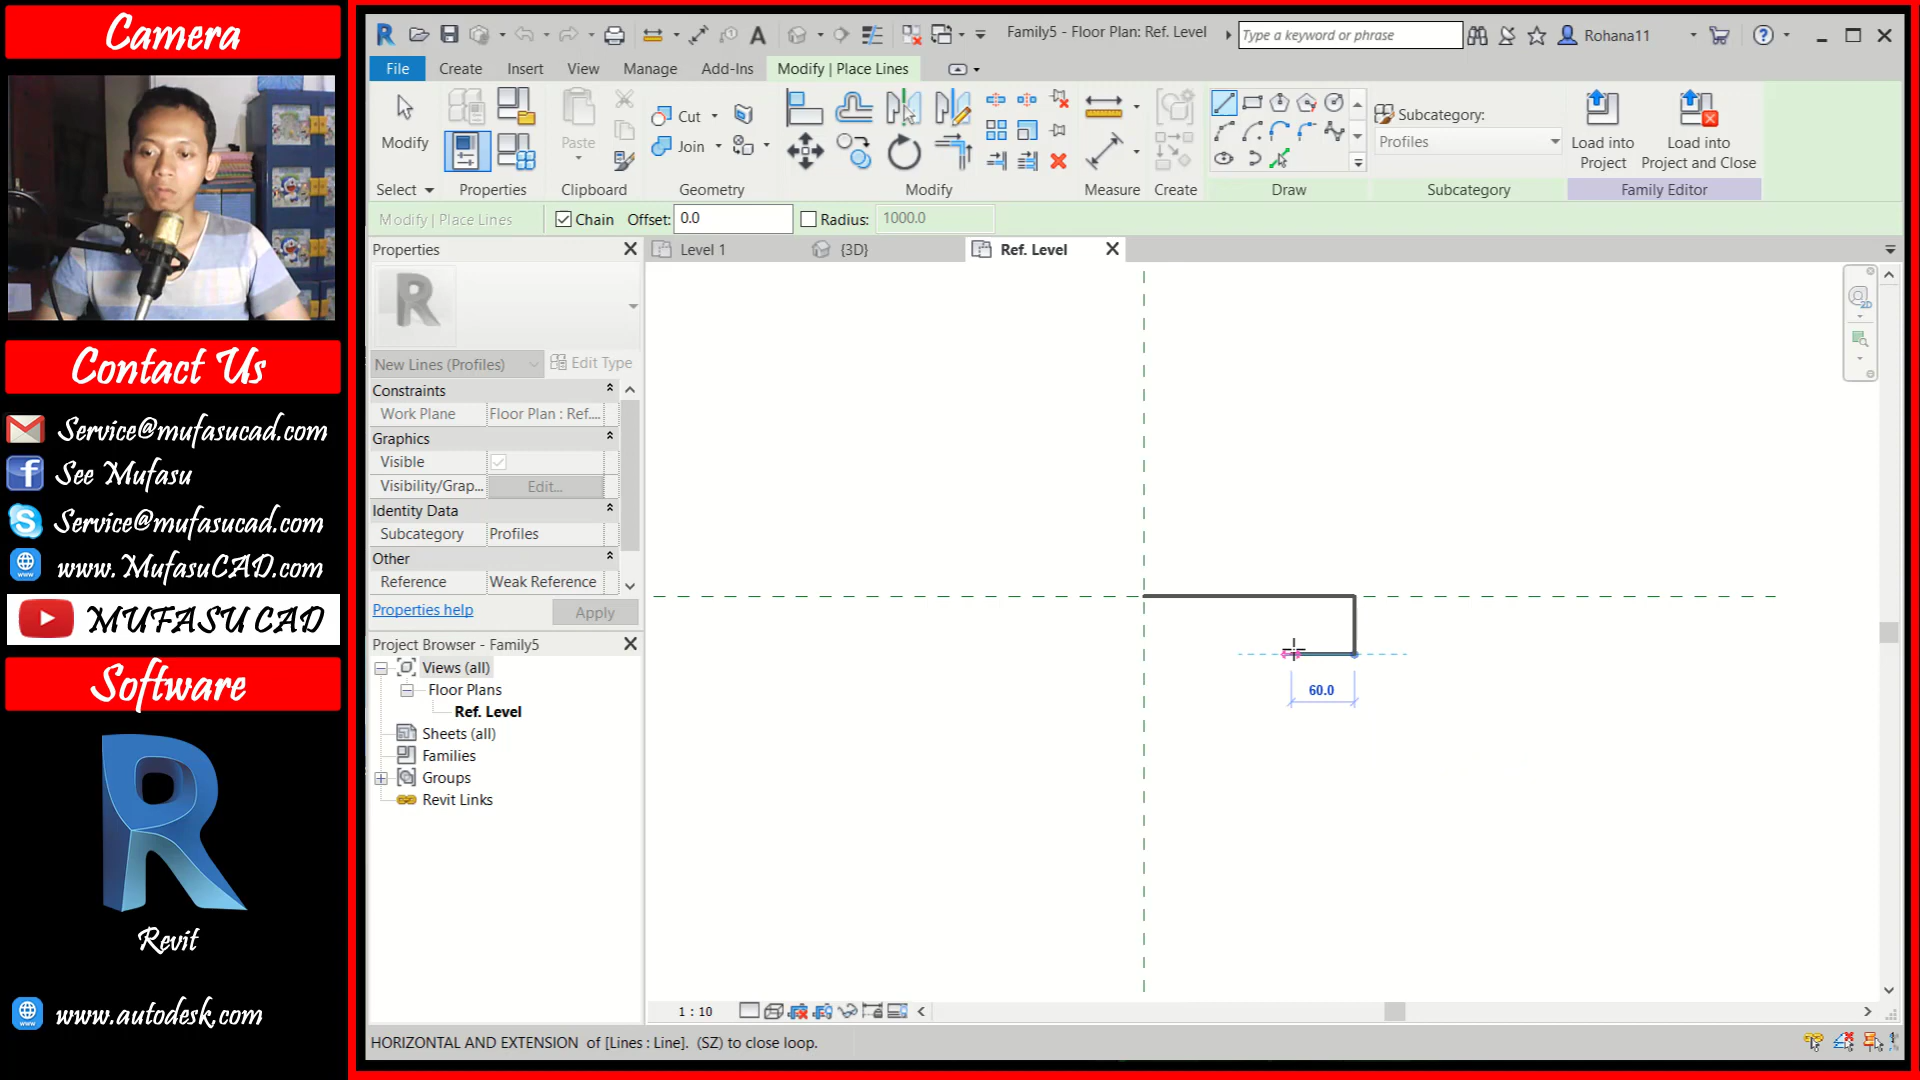 Camera
Contact Us
Service@mufasucad.com
See Mufasu
Service@mufasucad.com
www.MufasuCAD.com
MUFASU CAD
Software
Revit
www.autodesk.com
Family5 - Floor Plan: Ref. Level
Type a keyword or phrase
Rohana11
File
Create
Insert
View
Manage
Add-Ins
Modify | Place Lines
Modify
Paste
Cut
Join
Subcategory:
Profiles
Load into
Project
Load into
Project and Close
Select
Properties
Clipboard
Geometry
Modify
Measure
Create
Draw
Subcategory
Family Editor
Modify | Place Lines
Chain
Offset:
0.0
Radius:
1000.0
Properties
Level 1
{3D}
Ref. Level
R
New Lines (Profiles)
Edit Type
Constraints
Work Plane
Floor Plan : Ref....
Graphics
Visible
Visibility/Grap...
Edit...
Identity Data
Subcategory
Profiles
Other
Reference
Weak Reference
Properties help
Apply
Project Browser - Family5
Views (all)
Floor Plans
Ref. Level
Sheets (all)
Families
Groups
Revit Links
60.0
2D
1 : 10
HORIZONTAL AND EXTENSION of [Lines : Line]. (SZ) to close loop.